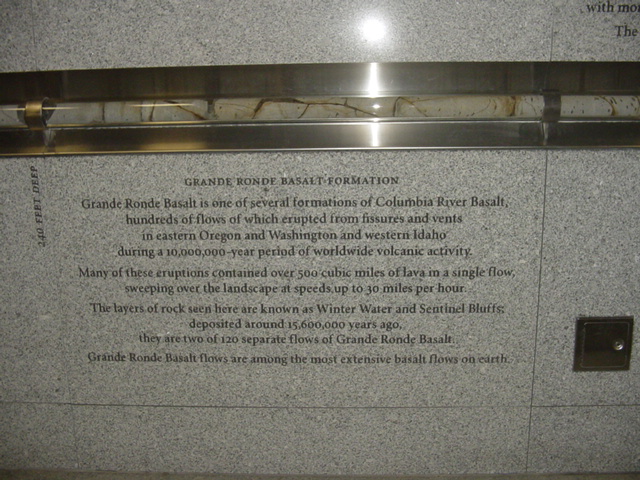 with mo
The
240 FEET DEEP
GRANDE RONDE BASALT FORMATION
Grande Ronde Basalt is one of several formations of Columbia River Basalt,
hundreds of flows of which erupted from fissures and vents
in eastern Oregon and Washington and western Idaho
during a 10,000,000-year period of worldwide volcanic activity.
Many of these eruptions contained over 500 cubic miles of lava in a single flow,
sweeping over the landscape at speeds up to 30 miles per hour.
The layers of rock seen here are known as Winter Water and Sentinel Bluffs;
deposited around 15,600,000 years ago,
they are two of 120 separate flows of Grande Ronde Basalt.
Grande Ronde Basalt flows are among the most extensive basalt flows on earth.